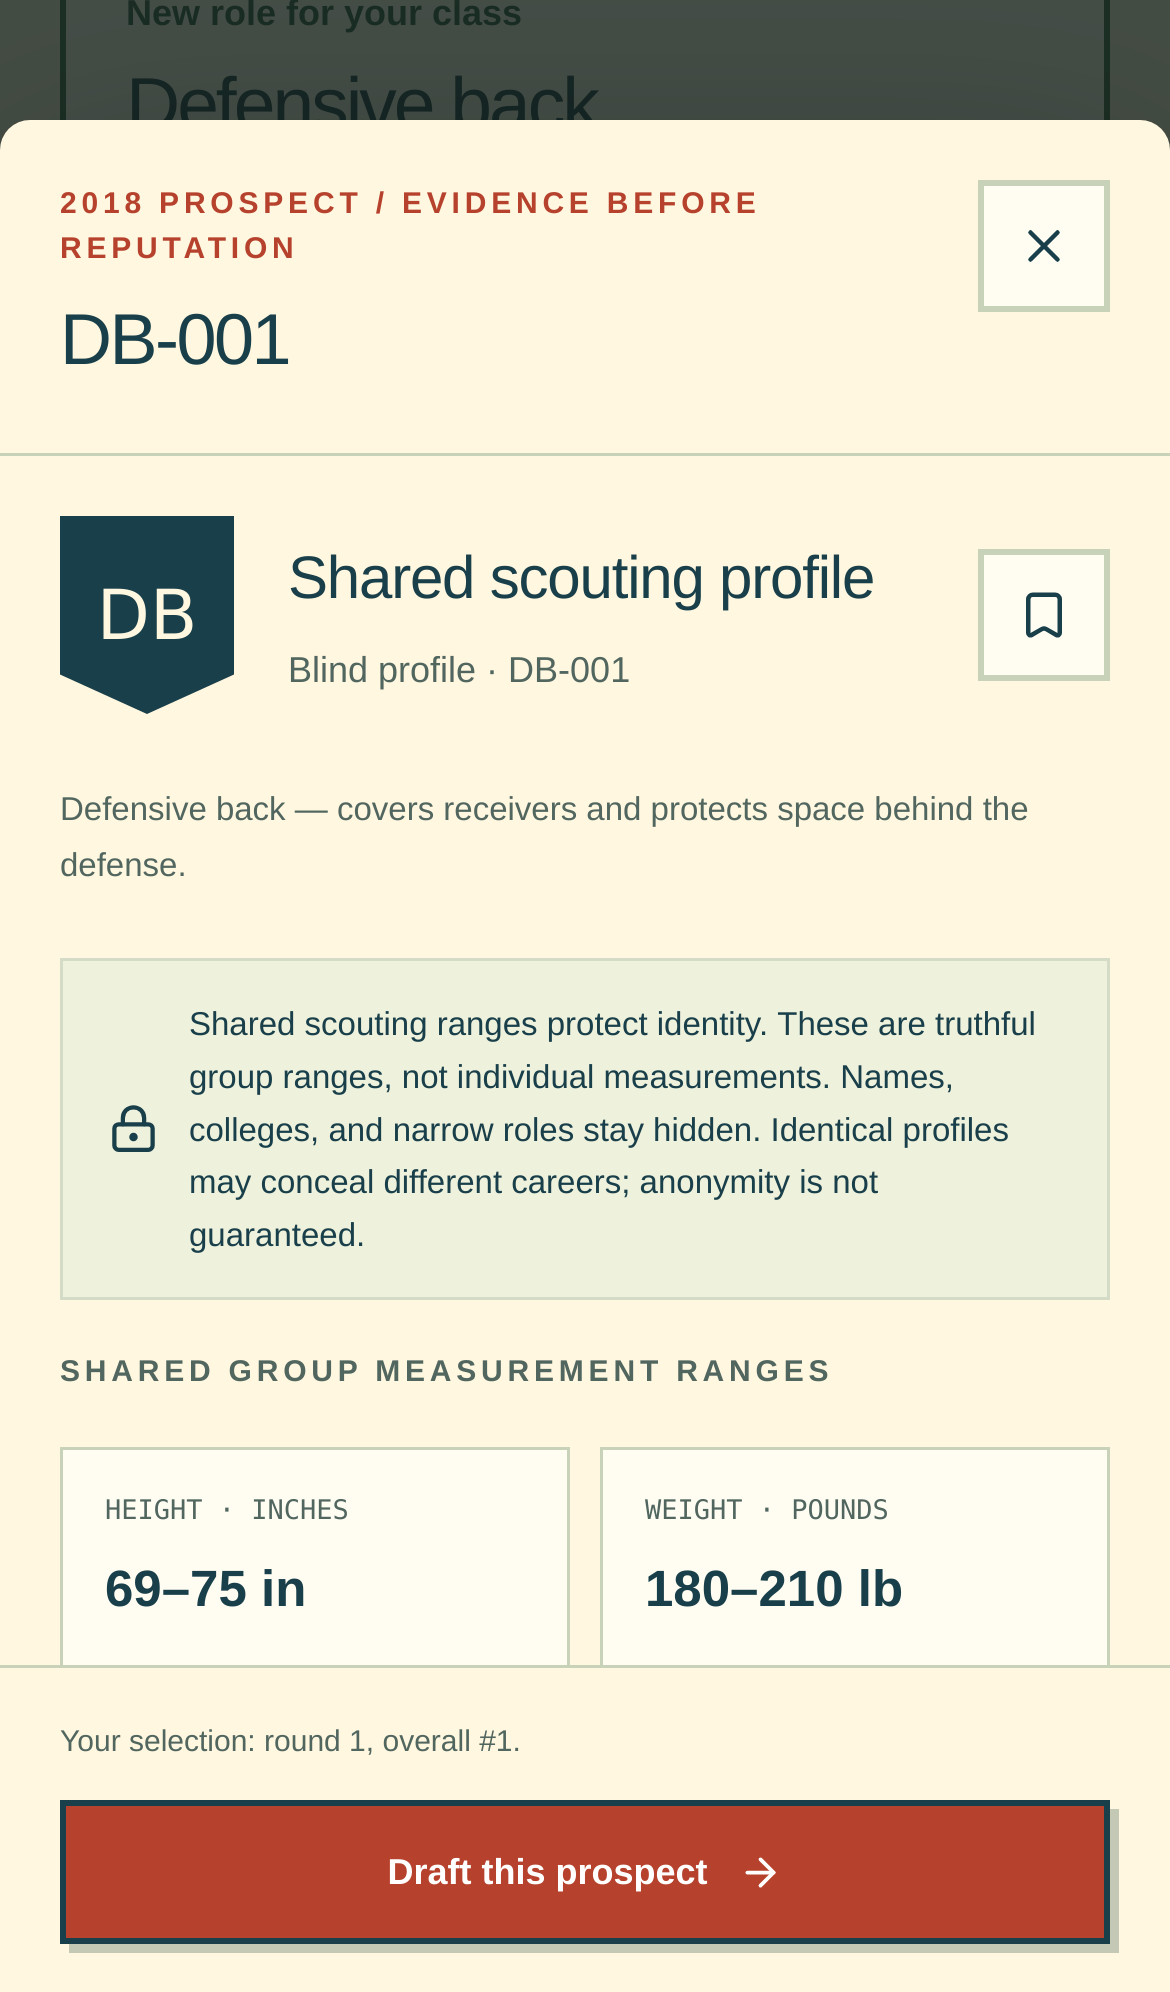 New role for your class
Defensive back
2018 PROSPECT / EVIDENCE BEFORE
REPUTATION
DB-001
DB
Shared scouting profile
Blind profile · DB-001
Defensive back — covers receivers and protects space behind the
defense.
Shared scouting ranges protect identity. These are truthful
group ranges, not individual measurements. Names,
colleges, and narrow roles stay hidden. Identical profiles
may conceal different careers; anonymity is not
guaranteed.
SHARED GROUP MEASUREMENT RANGES
HEIGHT · INCHES
69–75 in
WEIGHT · POUNDS
180–210 lb
Your selection: round 1, overall #1.
Draft this prospect